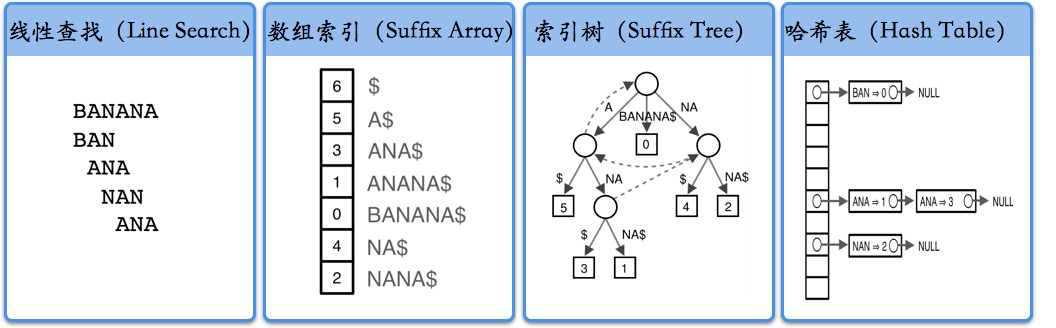 线性查找（Line Search）
BANANA
BAN
ANA
NAN
ANA
数组索引（Suffix Array）
6 $
5 A$
3 ANA$
1 ANANA$
0 BANANA$
4 NA$
2 NANA$
索引树（Suffix Tree）
A BANANA$ NA
0
$ NA $ NA$
5 4 2
$ NA$
3 1
哈希表（Hash Table）
BAN ⇒ 0 NULL
ANA ⇒ 1 ANA ⇒ 3 NULL
NAN ⇒ 2 NULL